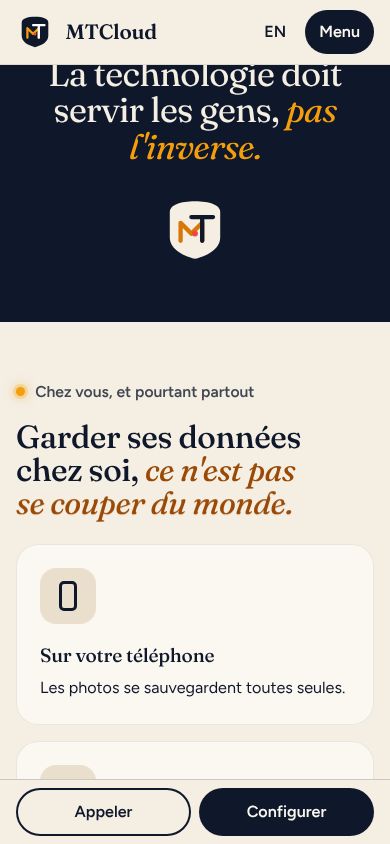 MTCloud
EN
Menu
La technologie doit
servir les gens, pas
l'inverse.
MT
Chez vous, et pourtant partout
Garder ses données
chez soi, ce n'est pas
se couper du monde.
Sur votre téléphone
Les photos se sauvegardent toutes seules.
Appeler
Configurer